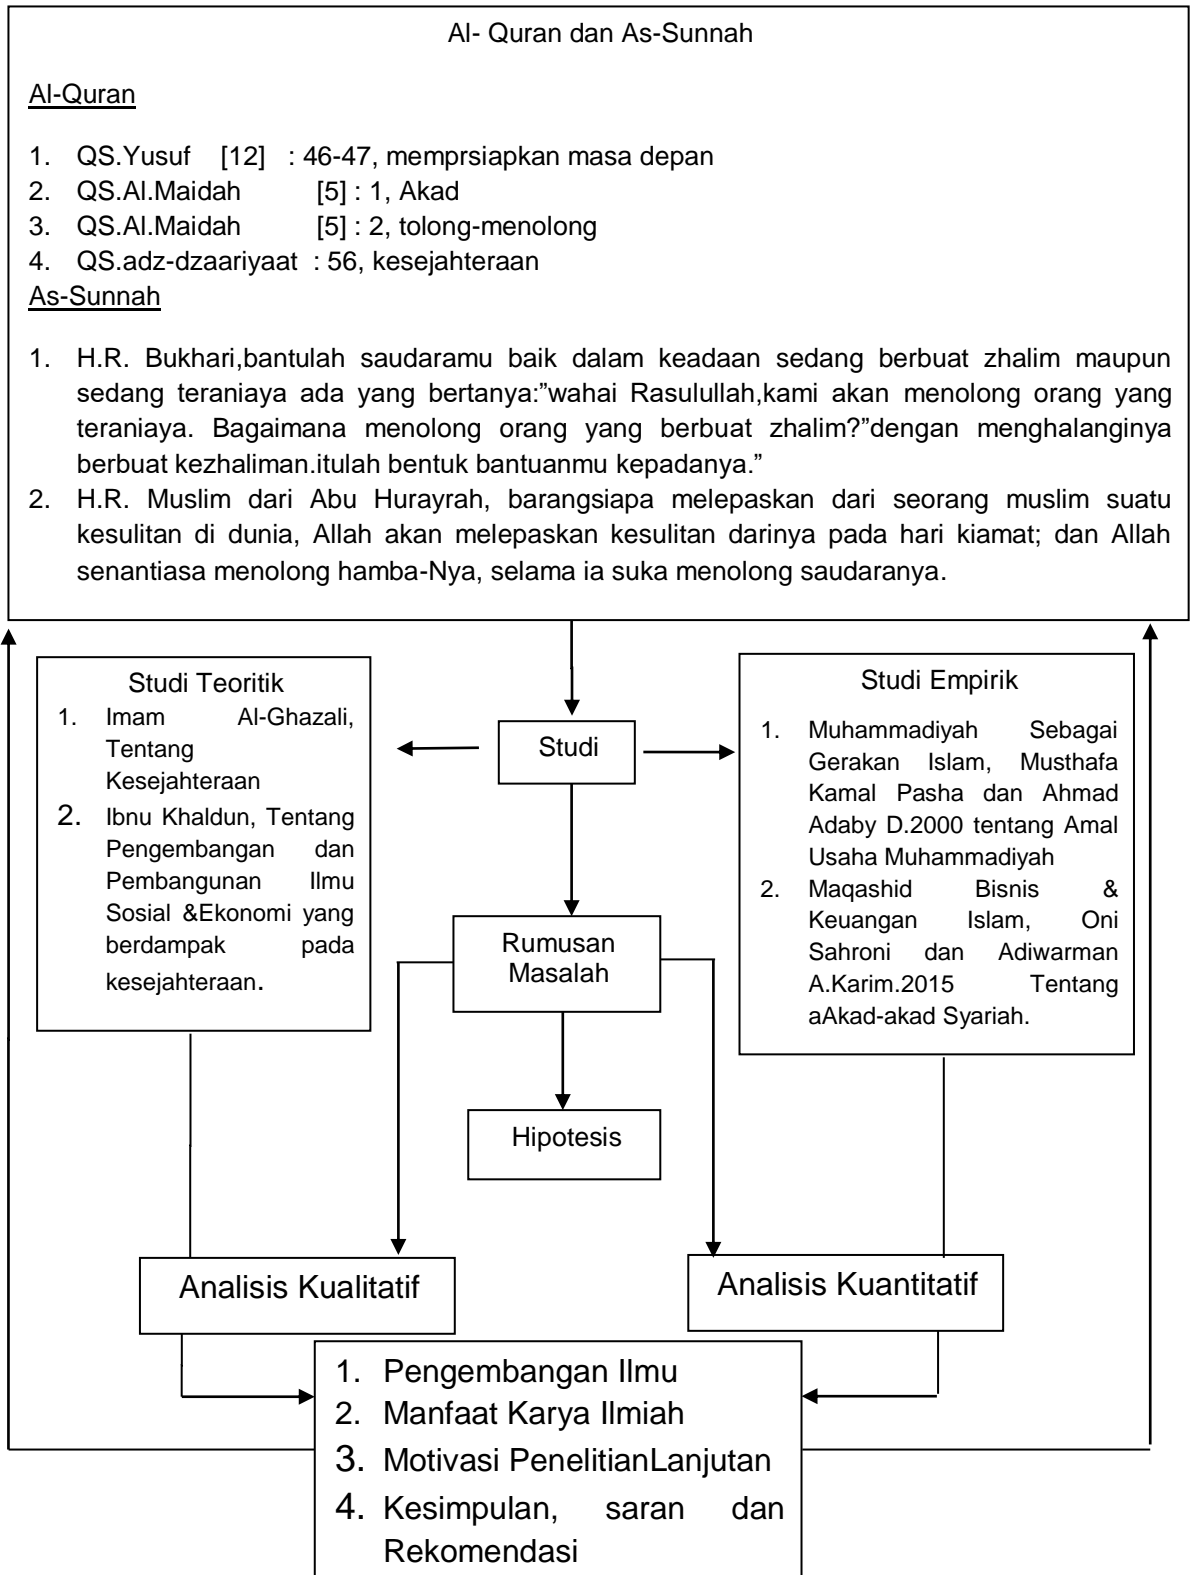 Al- Quran dan As-Sunnah
Al-Quran
1. QS.Yusuf [12] : 46-47, memprsiapkan masa depan
2. QS.Al.Maidah [5] : 1, Akad
3. QS.Al.Maidah [5] : 2, tolong-menolong
4. QS.adz-dzaariyaat : 56, kesejahteraan
As-Sunnah
1. H.R. Bukhari,bantulah saudaramu baik dalam keadaan sedang berbuat zhalim maupun
sedang teraniaya ada yang bertanya:”wahai Rasulullah,kami akan menolong orang yang
teraniaya. Bagaimana menolong orang yang berbuat zhalim?”dengan menghalanginya
berbuat kezhaliman.itulah bentuk bantuanmu kepadanya.”
2. H.R. Muslim dari Abu Hurayrah, barangsiapa melepaskan dari seorang muslim suatu
kesulitan di dunia, Allah akan melepaskan kesulitan darinya pada hari kiamat; dan Allah
senantiasa menolong hamba-Nya, selama ia suka menolong saudaranya.
Studi Teoritik
1. Imam Al-Ghazali,
Tentang
Kesejahteraan
2. Ibnu Khaldun, Tentang
Pengembangan dan
Pembangunan Ilmu
Sosial &Ekonomi yang
berdampak pada
kesejahteraan.
Studi
Studi Empirik
1. Muhammadiyah Sebagai
Gerakan Islam, Musthafa
Kamal Pasha dan Ahmad
Adaby D.2000 tentang Amal
Usaha Muhammadiyah
2. Maqashid Bisnis &
Keuangan Islam, Oni
Sahroni dan Adiwarman
A.Karim.2015 Tentang
aAkad-akad Syariah.
Rumusan
Masalah
Hipotesis
Analisis Kualitatif
Analisis Kuantitatif
1. Pengembangan Ilmu
2. Manfaat Karya Ilmiah
3. Motivasi PenelitianLanjutan
4. Kesimpulan, saran dan
Rekomendasi